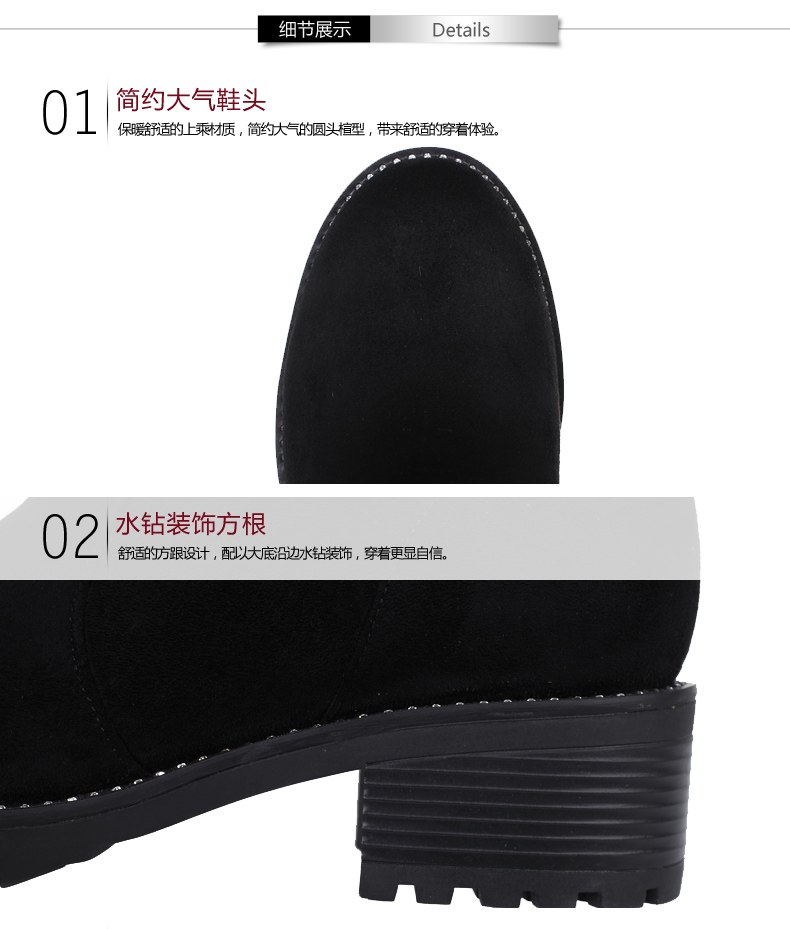 细节展示 Details
01
简约大气鞋头
保暖舒适的上乘材质，简约大气的圆头楦型，带来舒适的穿着体验。
02
水钻装饰方根
舒适的方跟设计，配以大底沿边水钻装饰，穿着更显自信。